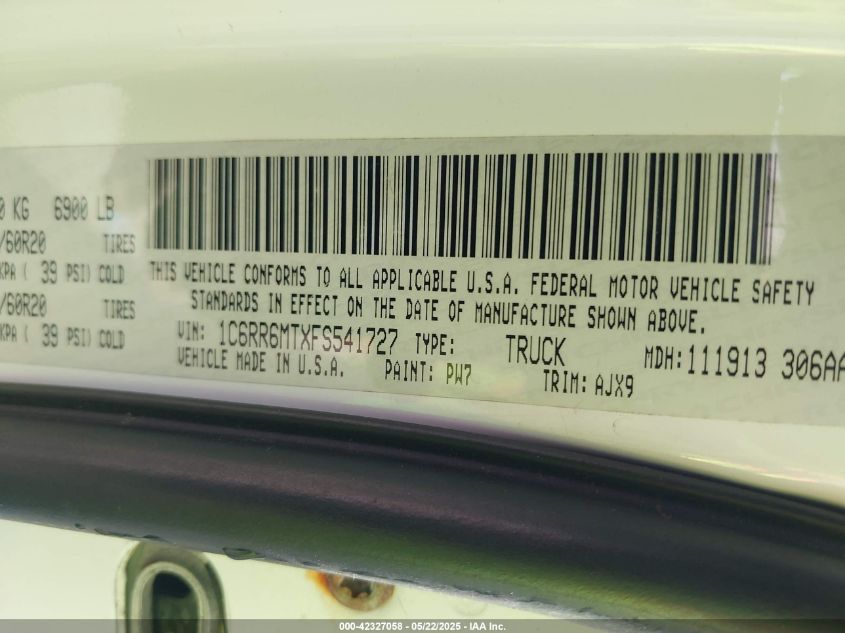 0 KG 6900 LB
/60R20 TIRES
KPA ( 39 PSI) COLD
/60R20 TIRES
KPA ( 39 PSI) COLD
THIS VEHICLE CONFORMS TO ALL APPLICABLE U.S.A. FEDERAL MOTOR VEHICLE SAFETY
STANDARDS IN EFFECT ON THE DATE OF MANUFACTURE SHOWN ABOVE.
VIN: 1C6RR6MTXFS541727 TYPE: TRUCK MDH: 111913 306AA
VEHICLE MADE IN U.S.A. PAINT: PW7 TRIM: AJX9
000-42327058 - 05/22/2025 - IAA Inc.